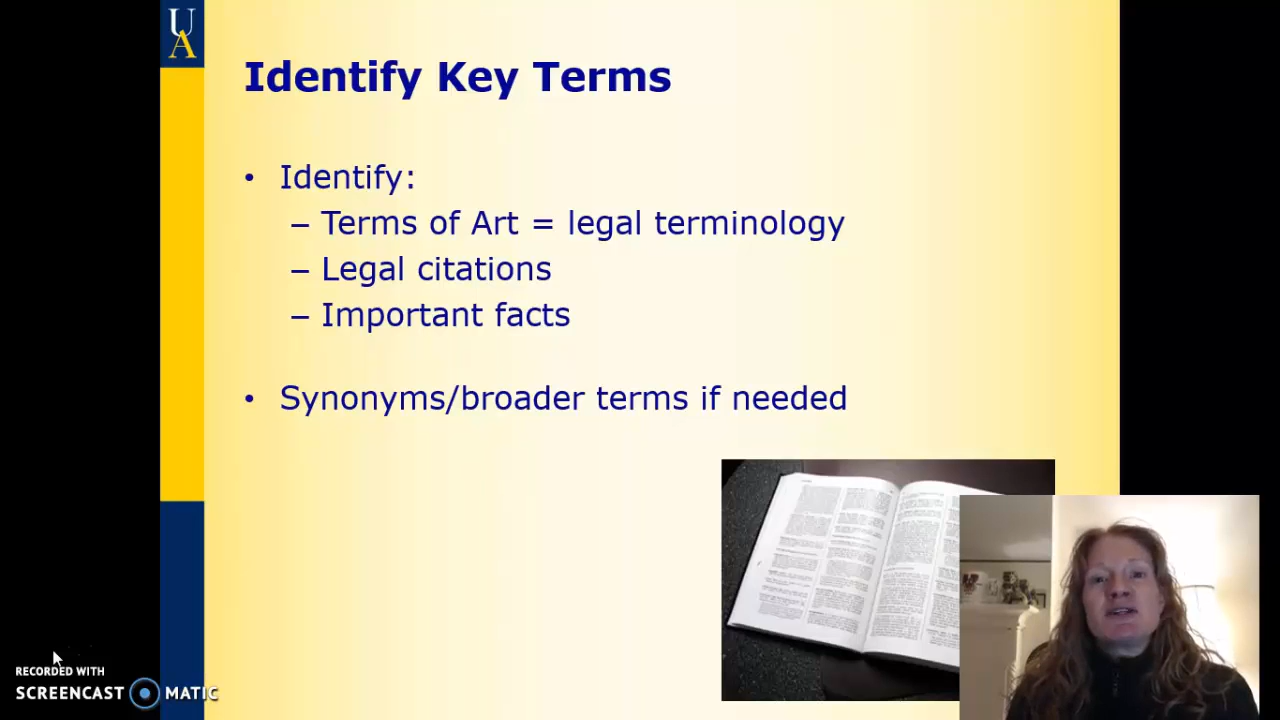 UA
Identify Key Terms
• Identify:
– Terms of Art = legal terminology
– Legal citations
– Important facts
• Synonyms/broader terms if needed
RECORDED WITH
SCREENCAST MATIC